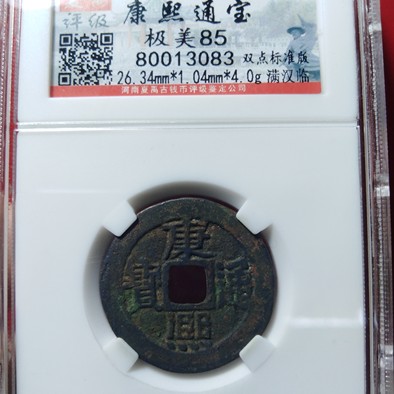 评级
康熙通宝
极美85
80013083 双点标准版
26.34mm*1.04mm*4.0g 满汉临
河南夏禹古钱币评级鉴定公司
康熙通寶